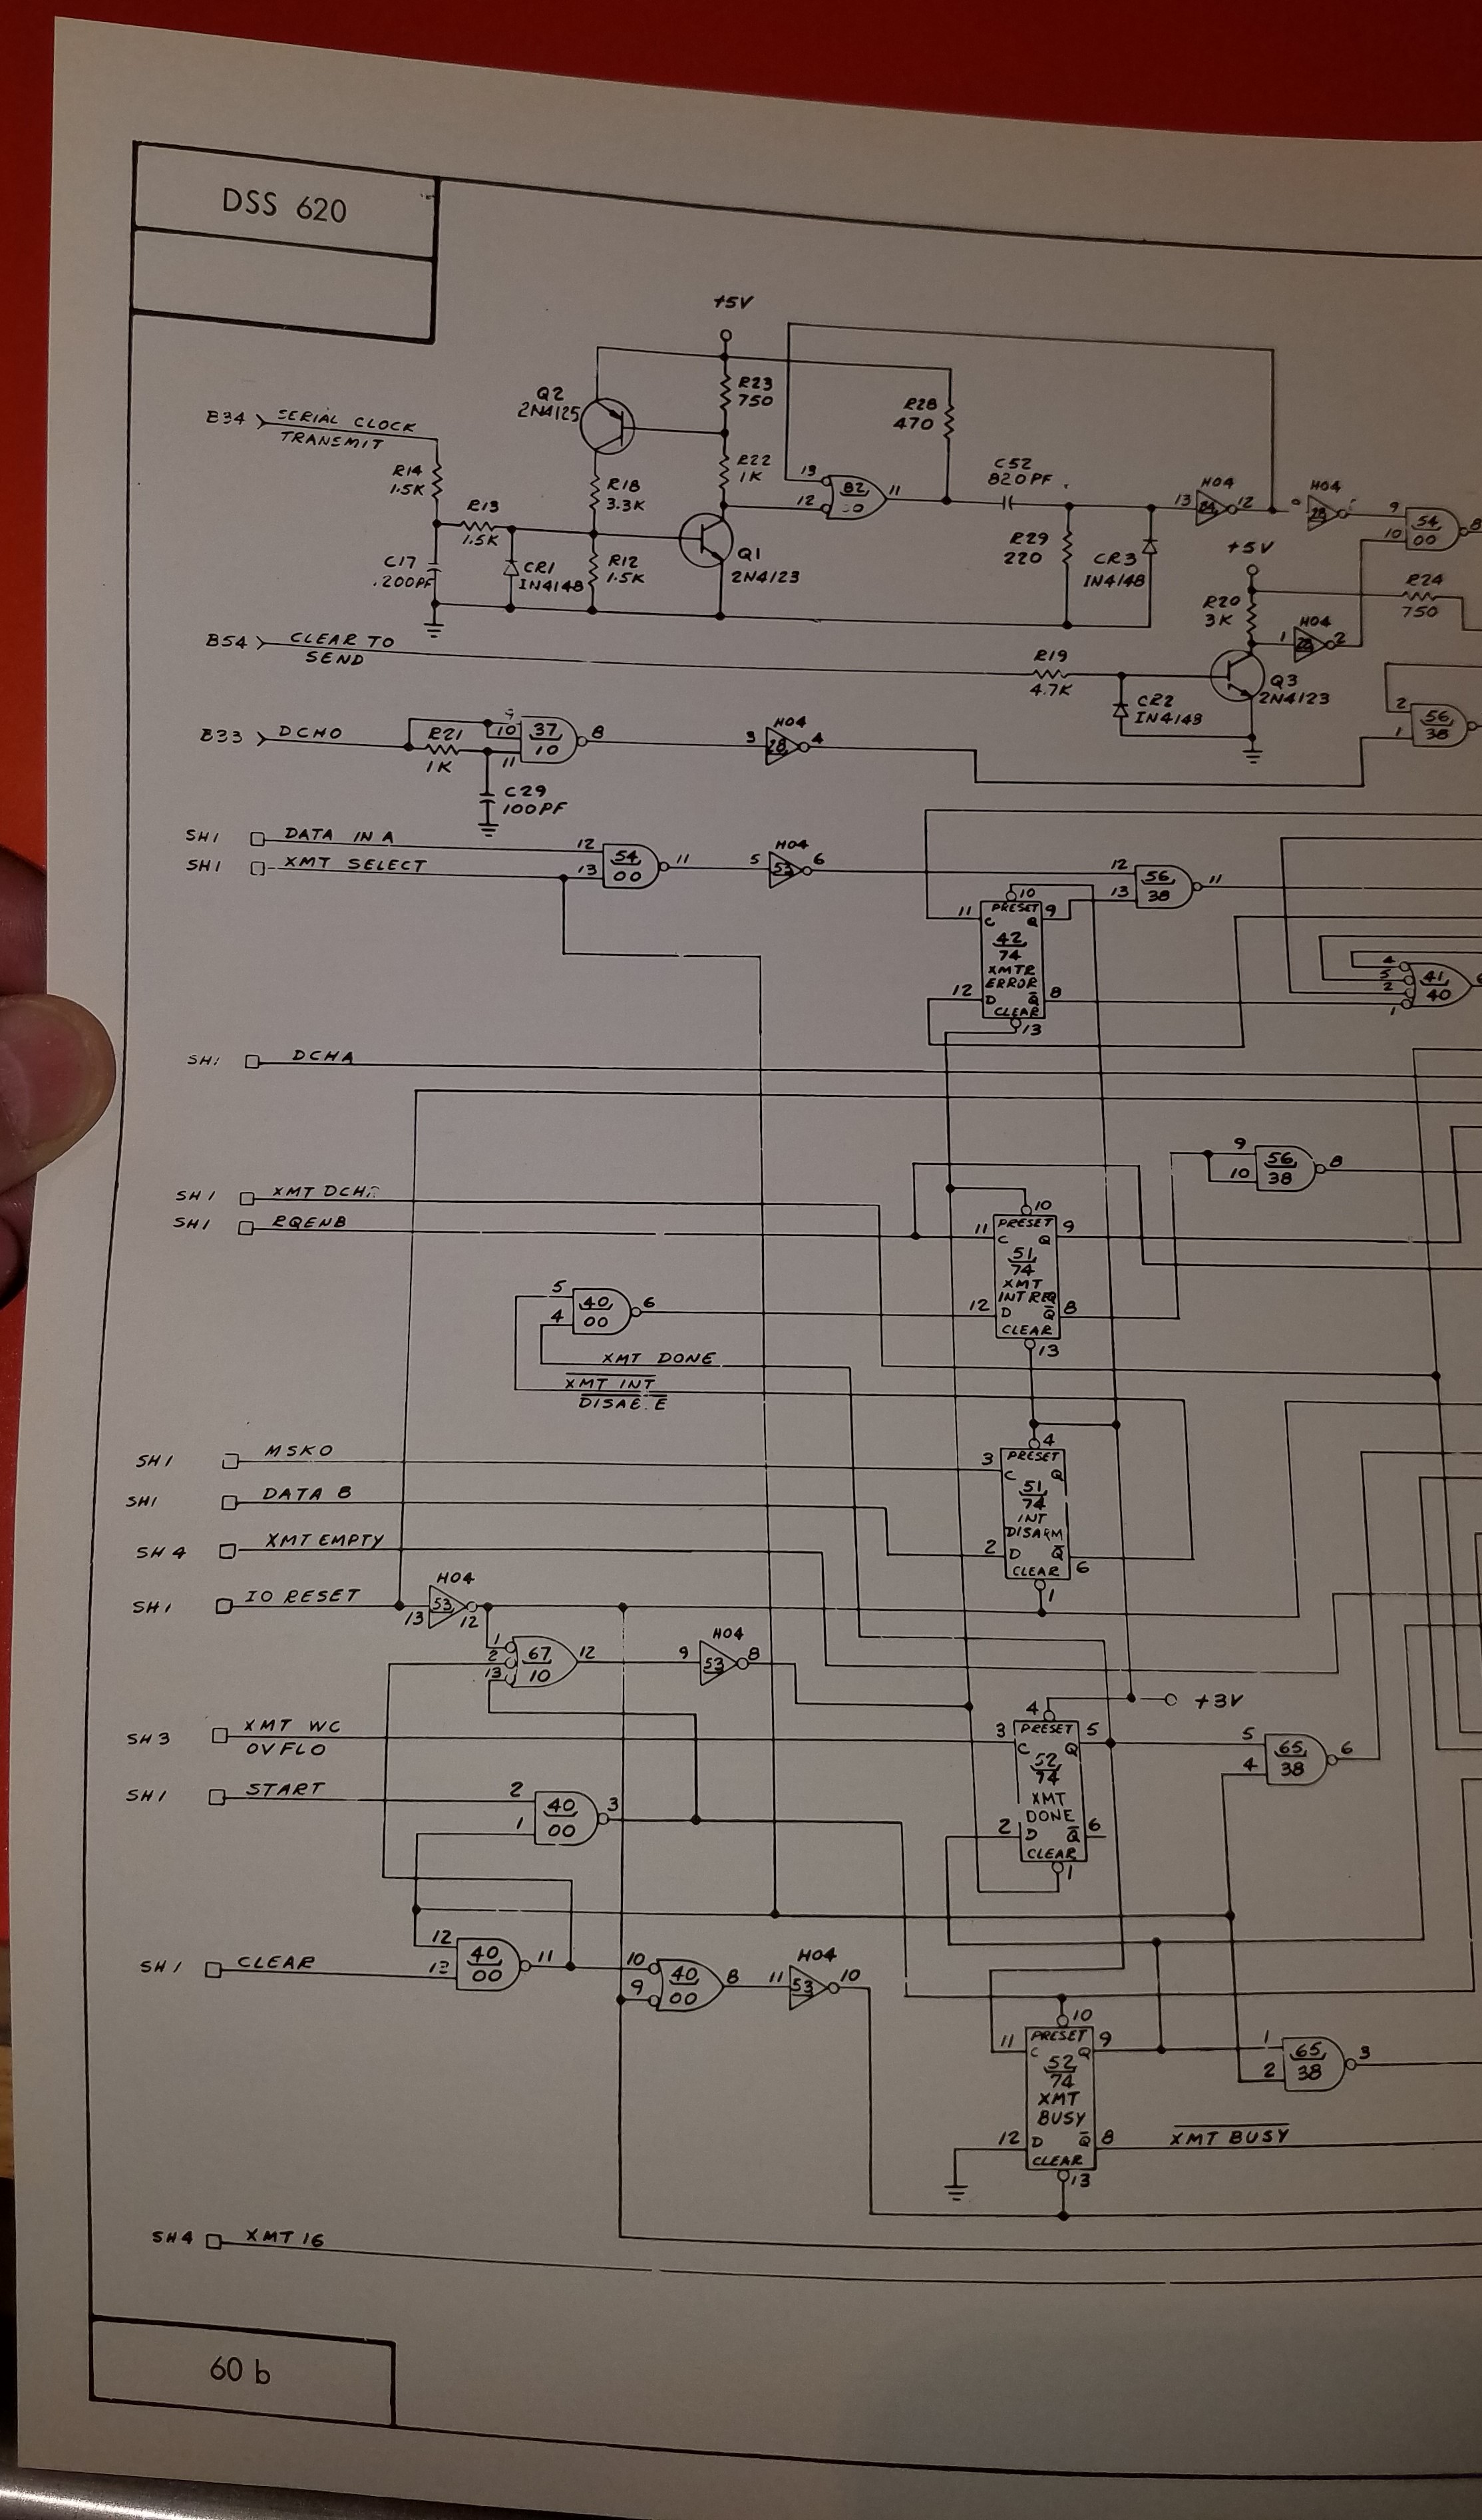 DSS 620
+5V
Q2
2N4125
R23
750
R28
470
B34
SERIAL CLOCK
TRANSMIT
R14
1.5K
R18
3.3K
R22
1K
13
12
82
11
C52
820PF
H04
13
12
H04
28
9
10
54
00
8
R13
1.5K
Q1
2N4123
R29
220
CR3
IN4148
+5V
C17
.200PF
CR1
IN4148
R12
1.5K
R20
3K
R24
750
H04
1
28
2
B54
CLEAR TO
SEND
R19
4.7K
Q3
2N4123
CR2
IN4148
B33
DCHO
R21
1K
9
10
11
37
10
8
H04
3
28
4
2
1
56
38
C29
100PF
SH1
DATA IN A
SH1
XMT SELECT
12
13
54
00
11
H04
5
53
6
12
13
56
38
11
10
PRESET
11
C
Q
9
42
74
XMTR
ERROR
12
D
Q̅
8
CLEAR
13
4
5
2
1
41
40
6
SH1
DCHA
9
10
56
38
8
SH1
XMT DCHA
SH1
RQENB
10
PRESET
11
C
Q
9
51
74
XMT
INT REQ
12
D
Q̅
8
CLEAR
13
5
4
40
00
6
XMT DONE
XMT INT
SH1
MSKO
4
PRESET
3
C
Q
51
74
INT
DISARM
2
D
Q̅
6
CLEAR
1
SH1
DATA 8
SH4
XMT EMPTY
SH1
IO RESET
H04
13
53
12
1
2
13
67
10
12
H04
9
53
8
+3V
SH3
XMT WC
OVFLO
4
PRESET
3
C
Q
5
52
74
XMT
DONE
2
D
Q̅
6
CLEAR
1
5
4
65
38
6
SH1
START
2
1
40
00
3
SH1
CLEAR
12
13
40
00
11
10
9
40
00
8
H04
11
53
10
10
PRESET
11
C
Q
9
52
74
XMT
BUSY
12
D
Q̅
8
CLEAR
13
1
2
65
38
3
XMT BUSY
SH4
XMT 16
60 b